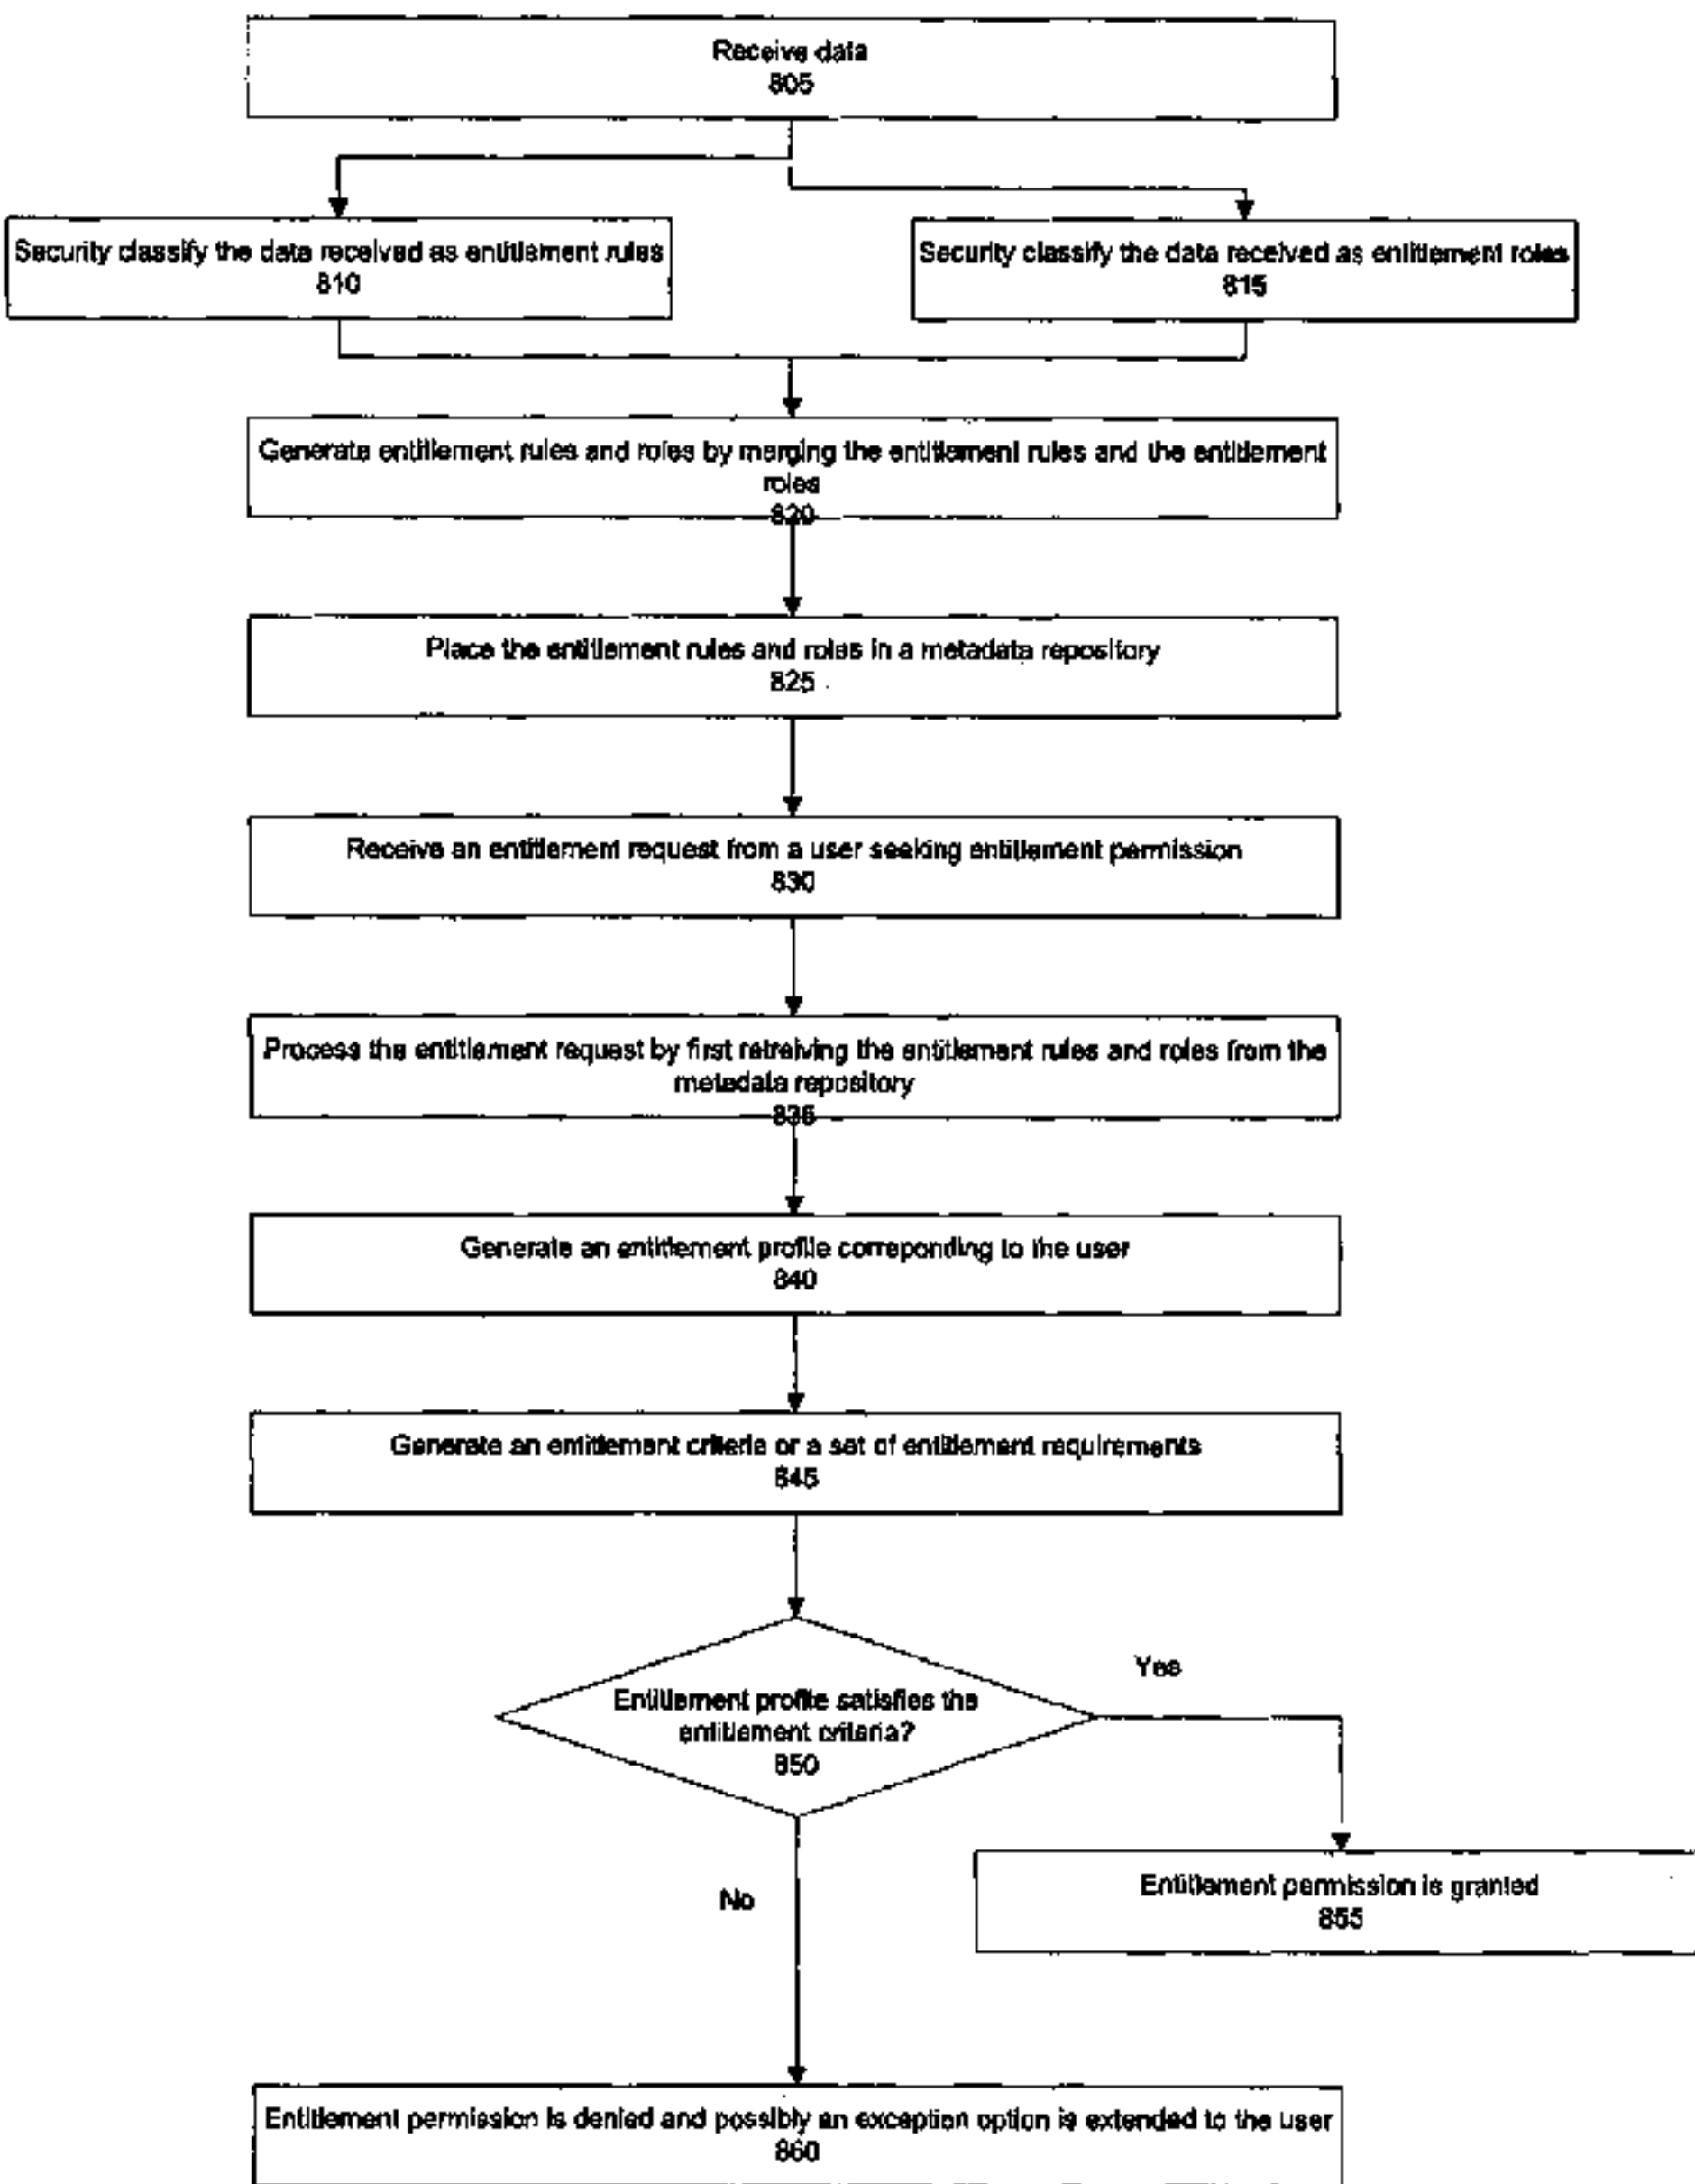 Receive data
805
Security classify the data received as entitlement rules
810
Security classify the data received as entitlement roles
815
Generate entitlement rules and roles by merging the entitlement rules and the entitlement
roles
820
Place the entitlement rules and roles in a metadata repository
825
Receive an entitlement request from a user seeking entitlement permission
830
Process the entitlement request by first retreiving the entitlement rules and roles from the
metadata repository
835
Generate an entitlement profile correponding to the user
840
Generate an entitlement criteria or a set of entitlement requirements
845
Entitlement profile satisfies the
entitlement criteria?
850
Yes
Entitlement permission is granted
855
No
Entitlement permission is denied and possibly an exception option is extended to the user
860